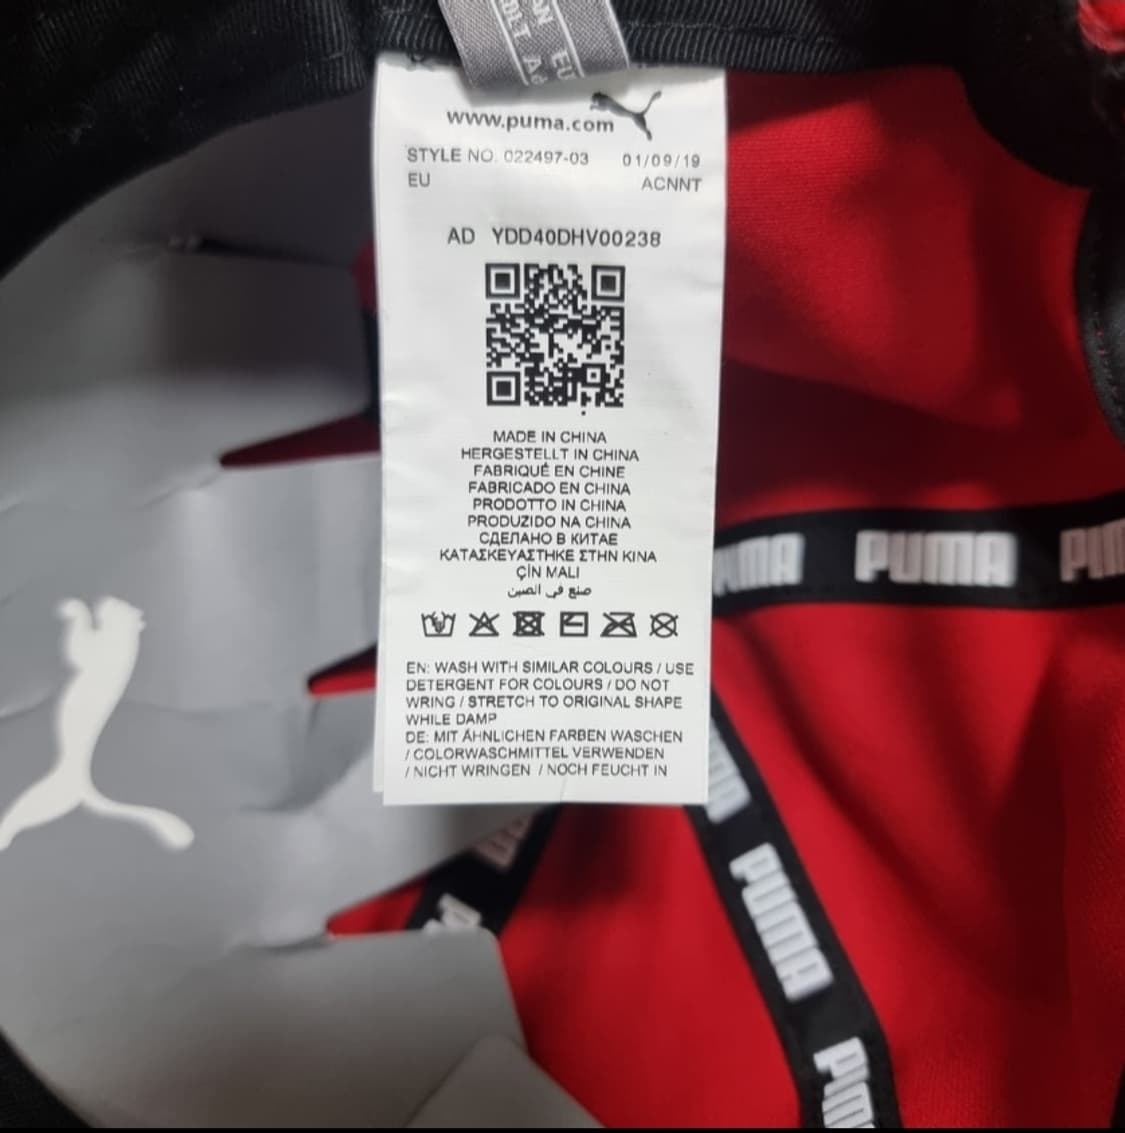 www.puma.com
STYLE NO. 022497-03 01/09/19
EU ACNNT
AD YDD40DHV00238
MADE IN CHINA
HERGESTELLT IN CHINA
FABRIQUÉ EN CHINE
FABRICADO EN CHINA
PRODOTTO IN CHINA
PRODUZIDO NA CHINA
СДЕЛАНО В КИТАЕ
ΚΑΤΑΣΚΕΥΑΣΤΗΚΕ ΣΤΗΝ ΚΙΝΑ
ÇİN MALI
صنع في الصين
EN: WASH WITH SIMILAR COLOURS / USE
DETERGENT FOR COLOURS / DO NOT
WRING / STRETCH TO ORIGINAL SHAPE
WHILE DAMP
DE: MIT ÄHNLICHEN FARBEN WASCHEN
/ COLORWASCHMITTEL VERWENDEN
/ NICHT WRINGEN / NOCH FEUCHT IN
PUMA PUMA
PUMA